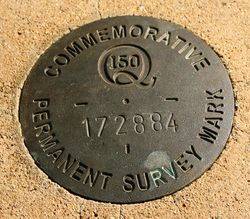 COMMEMORATIVE
Q150
172884
PERMANENT SURVEY MARK